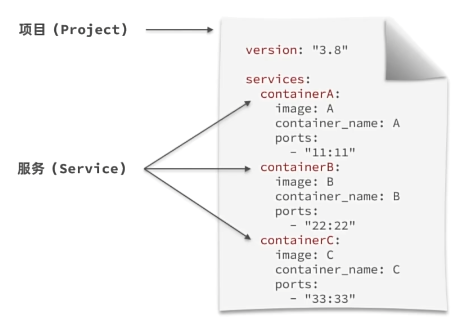 项目 (Project)
version: "3.8"
services:
containerA:
image: A
container_name: A
ports:
- "11:11"
服务 (Service)
containerB:
image: B
container_name: B
ports:
- "22:22"
containerC:
image: C
container_name: C
ports:
- "33:33"